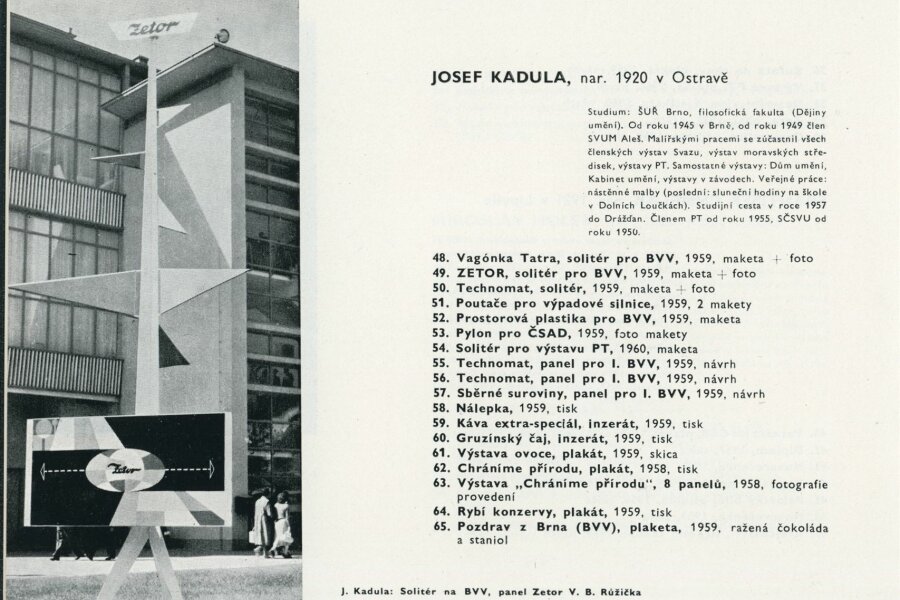 Zetor
Zetor
JOSEF KADULA, nar. 1920 v Ostravě
Studium: ŠUŘ Brno, filosofická fakulta (Dějiny
umění). Od roku 1945 v Brně, od roku 1949 člen
SVUM Aleš. Malířskými pracemi se zúčastnil všech
členských výstav Svazu, výstav moravských stře-
disek, výstavy PT. Samostatné výstavy: Dům umění,
Kabinet umění, výstavy v závodech. Veřejné práce:
nástěnné malby (poslední: sluneční hodiny na škole
v Dolních Loučkách). Studijní cesta v roce 1957
do Drážďan. Členem PT od roku 1955, SČSVU od
roku 1950.
48. Vagónka Tatra, solitér pro BVV, 1959, maketa + foto
49. ZETOR, solitér pro BVV, 1959, maketa + foto
50. Technomat, solitér, 1959, maketa + foto
51. Poutače pro výpadové silnice, 1959, 2 makety
52. Prostorová plastika pro BVV, 1959, maketa
53. Pylon pro ČSAD, 1959, foto makety
54. Solitér pro výstavu PT, 1960, maketa
55. Technomat, panel pro I. BVV, 1959, návrh
56. Technomat, panel pro I. BVV, 1959, návrh
57. Sběrné suroviny, panel pro I. BVV, 1959, návrh
58. Nálepka, 1959, tisk
59. Káva extra-speciál, inzerát, 1959, tisk
60. Gruzínský čaj, inzerát, 1959, tisk
61. Výstava ovoce, plakát, 1959, skica
62. Chráníme přírodu, plakát, 1958, tisk
63. Výstava „Chráníme přírodu“, 8 panelů, 1958, fotografie
provedení
64. Rybí konzervy, plakát, 1959, tisk
65. Pozdrav z Brna (BVV), plaketa, 1959, ražená čokoláda
a staniol
J. Kadula: Solitér na BVV, panel Zetor V. B. Růžička